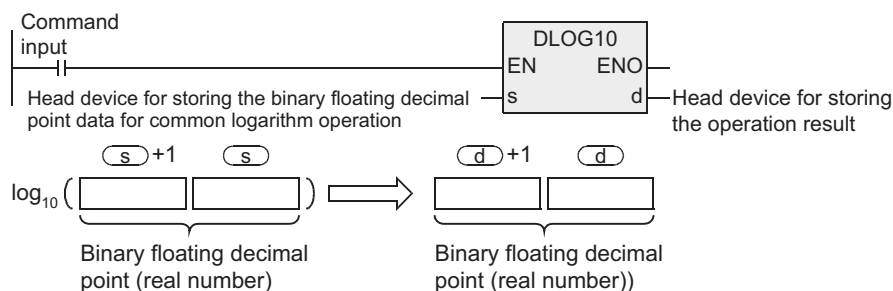 Command
input
DLOG10
EN ENO
Head device for storing the binary floating decimal
point data for common logarithm operation
s d
Head device for storing
the operation result
s +1 s d +1 d
log10 ( )
Binary floating decimal
point (real number)
Binary floating decimal
point (real number))